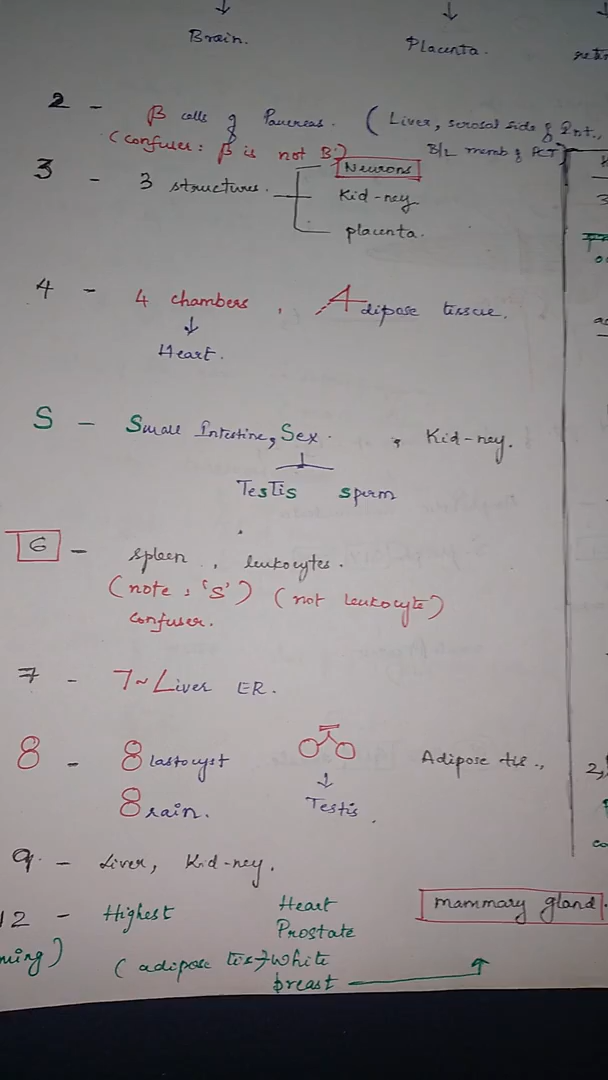 Brain.
Placenta.
2 - β cells of Pancreas. (Liver, serosal side of Int.,
(Confuser: β is not B.) B/L memb of PCT)
3 - 3 structures.
Neurons
Kid-ney
placenta.
4 - 4 chambers, Adipose tissue.
Heart.
S - Small Intestine, Sex. , Kid-ney.
Testis sperm
6 - spleen, leukocytes.
(note, 'S') (not leukocyte)
Confuser.
7 - 7~Liver ER.
8 - 8lastocyst Adipose tis.,
8rain. Testis.
9 - Liver, Kid-ney.
12 - Highest Heart mammary gland.
Prostate
(adipose tis → white
breast